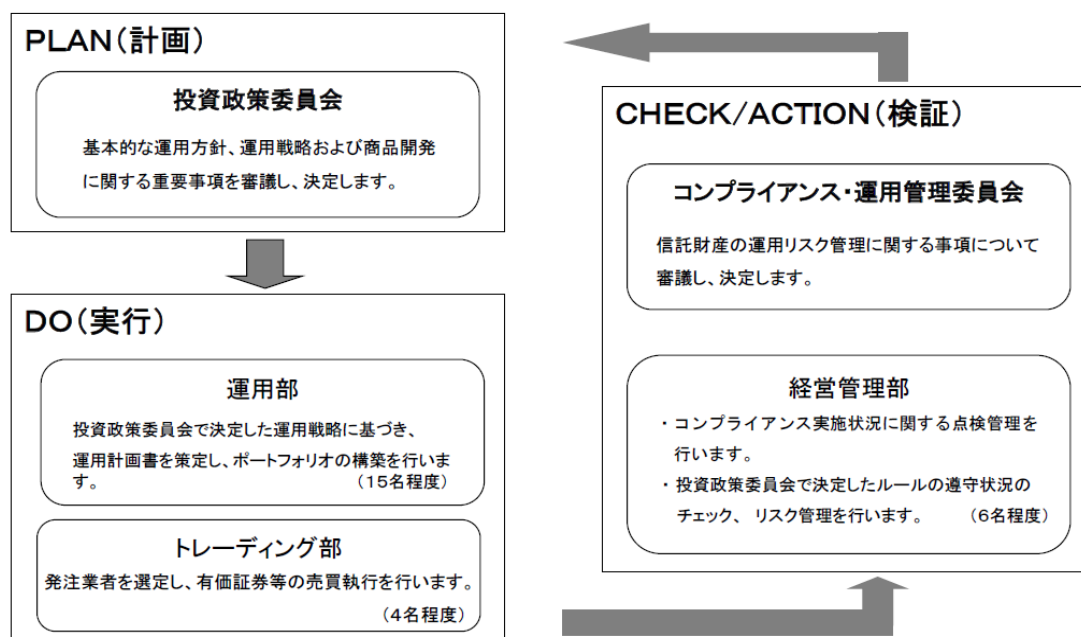 PLAN(計画)
投資政策委員会
基本的な運用方針、運用戦略および商品開発
に関する重要事項を審議し、決定します。
DO(実行)
運用部
投資政策委員会で決定した運用戦略に基づき、
運用計画書を策定し、ポートフォリオの構築を行いま
す。 (15名程度)
トレーディング部
発注業者を選定し、有価証券等の売買執行を行います。
(4名程度)
CHECK/ACTION(検証)
コンプライアンス・運用管理委員会
信託財産の運用リスク管理に関する事項について
審議し、決定します。
経営管理部
・コンプライアンス実施状況に関する点検管理を
行います。
・投資政策委員会で決定したルールの遵守状況の
チェック、リスク管理を行います。 (6名程度)